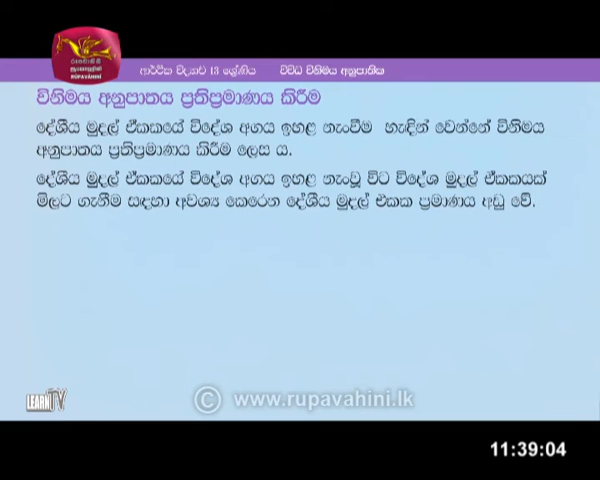 රූපවාහිනී
RUPAVAHINI
ආර්ථික විද්‍යාව 13 ශ්‍රේණිය විවිධ විනිමය අනුපාතික
විනිමය අනුපාතය ප්‍රතිප්‍රමාණය කිරීම
දේශීය මුදල් ඒකකයේ විදේශ අගය ඉහළ නැංවීම හැඳින් වෙන්නේ විනිමය
අනුපාතය ප්‍රතිප්‍රමාණය කිරීම ලෙස ය.
දේශීය මුදල් ඒකකයේ විදේශ අගය ඉහළ නැංවූ විට විදේශ මුදල් ඒකකයක්
මිලට ගැනීම සඳහා අවශ්‍ය කෙරෙන දේශීය මුදල් ඒකක ප්‍රමාණය අඩු වේ.
LEARN TV
© www.rupavahini.lk
11:39:04